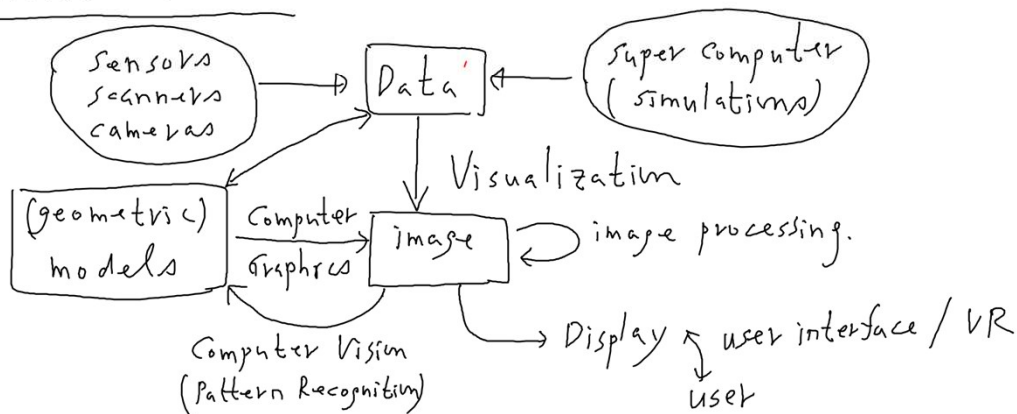 Sensors
scanners
cameras
Data
super computer
(simulations)
Visualization
(geometric)
models
Computer
Graphics
image
image processing.
Computer Vision
(Pattern Recognition)
Display
user interface / VR
user